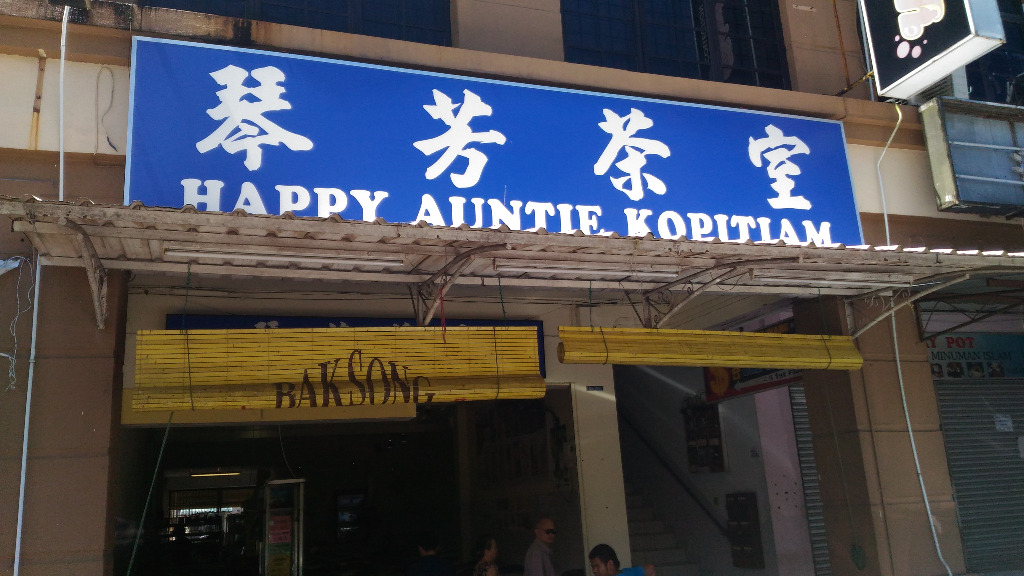 琴芳茶室
HAPPY AUNTIE KOPITIAM
BAKSONG
POT
MINUMAN ISLAM